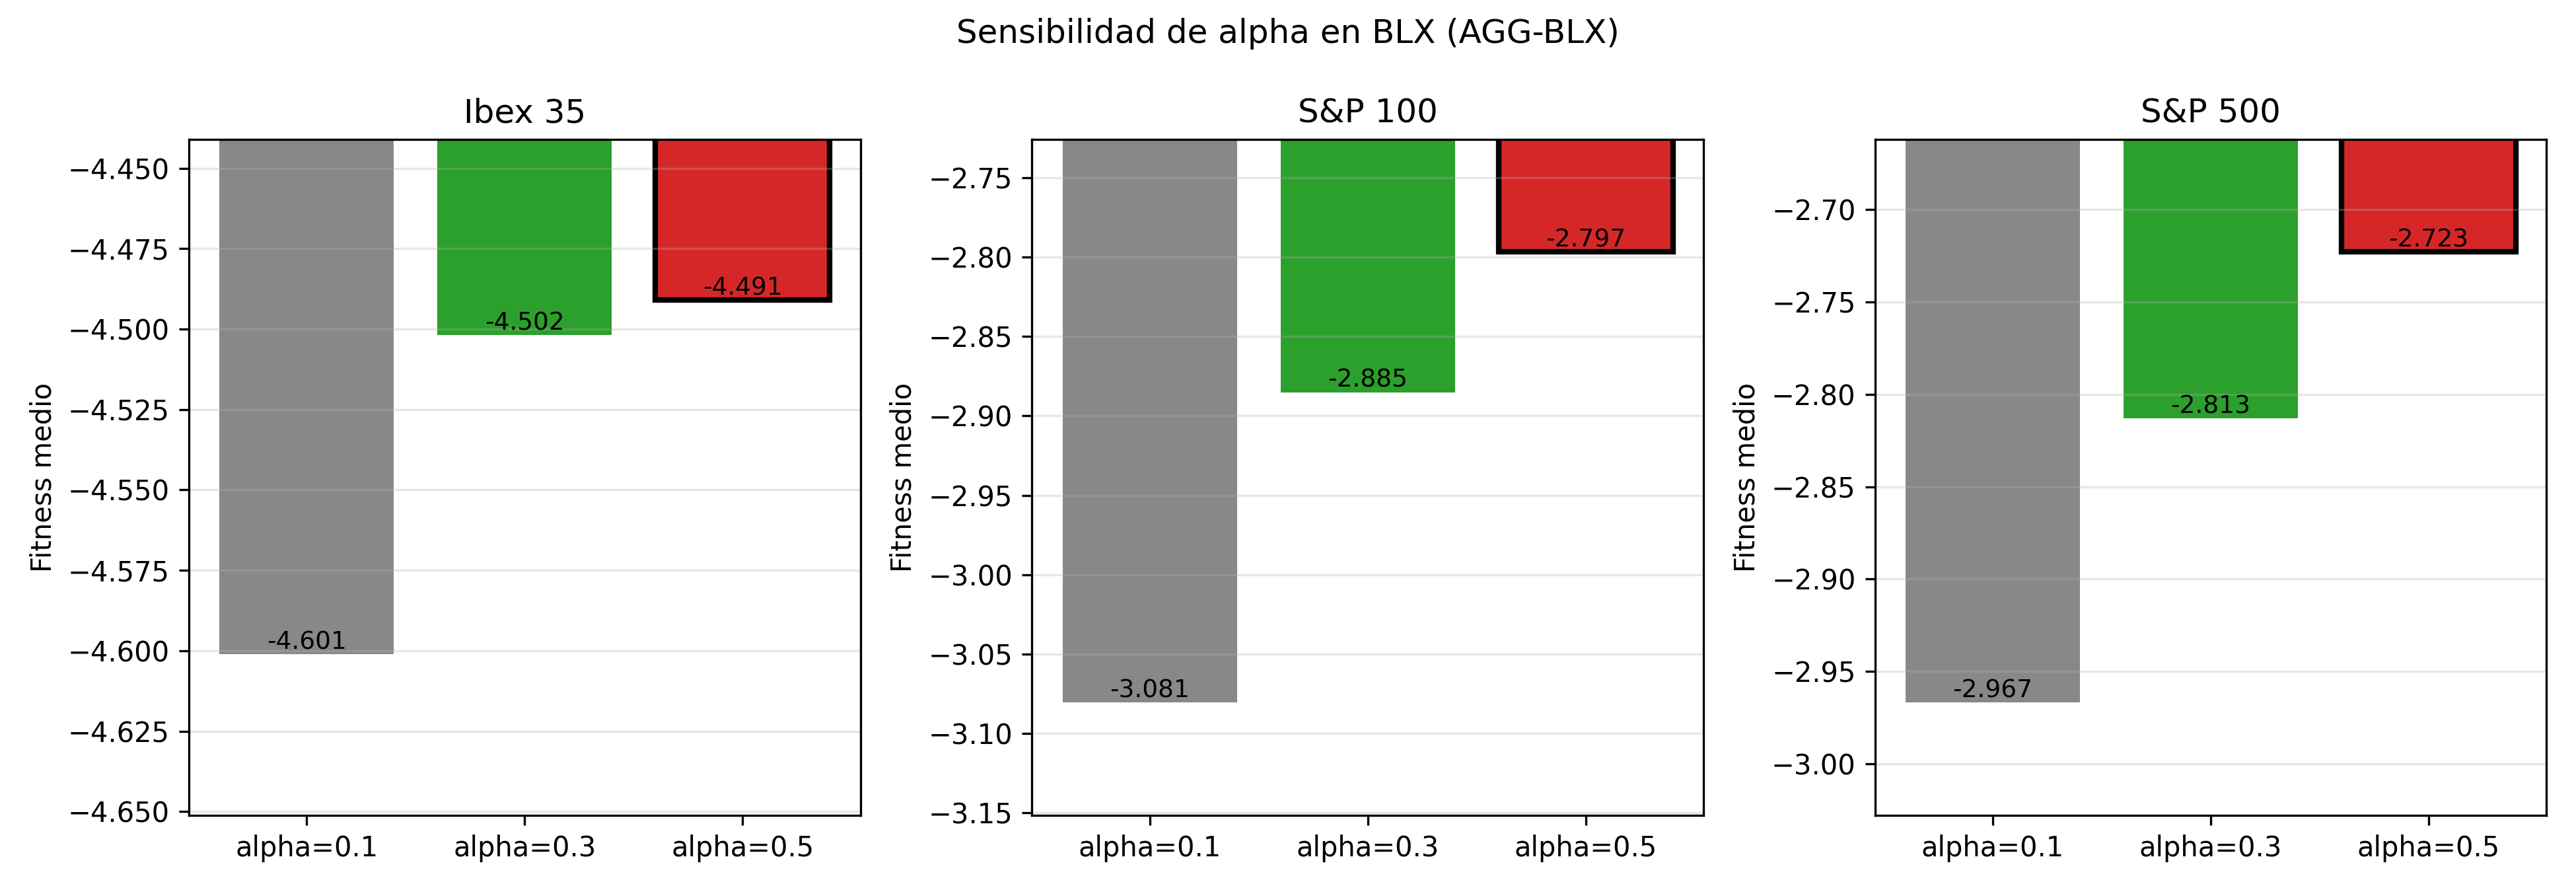 Sensibilidad de alpha en BLX (AGG-BLX)
Ibex 35
Fitness medio
−4.450
−4.475
−4.500
−4.525
−4.550
−4.575
−4.600
−4.625
−4.650
-4.601
-4.502
-4.491
alpha=0.1
alpha=0.3
alpha=0.5
S&P 100
Fitness medio
−2.75
−2.80
−2.85
−2.90
−2.95
−3.00
−3.05
−3.10
−3.15
-3.081
-2.885
-2.797
alpha=0.1
alpha=0.3
alpha=0.5
S&P 500
Fitness medio
−2.70
−2.75
−2.80
−2.85
−2.90
−2.95
−3.00
-2.967
-2.813
-2.723
alpha=0.1
alpha=0.3
alpha=0.5